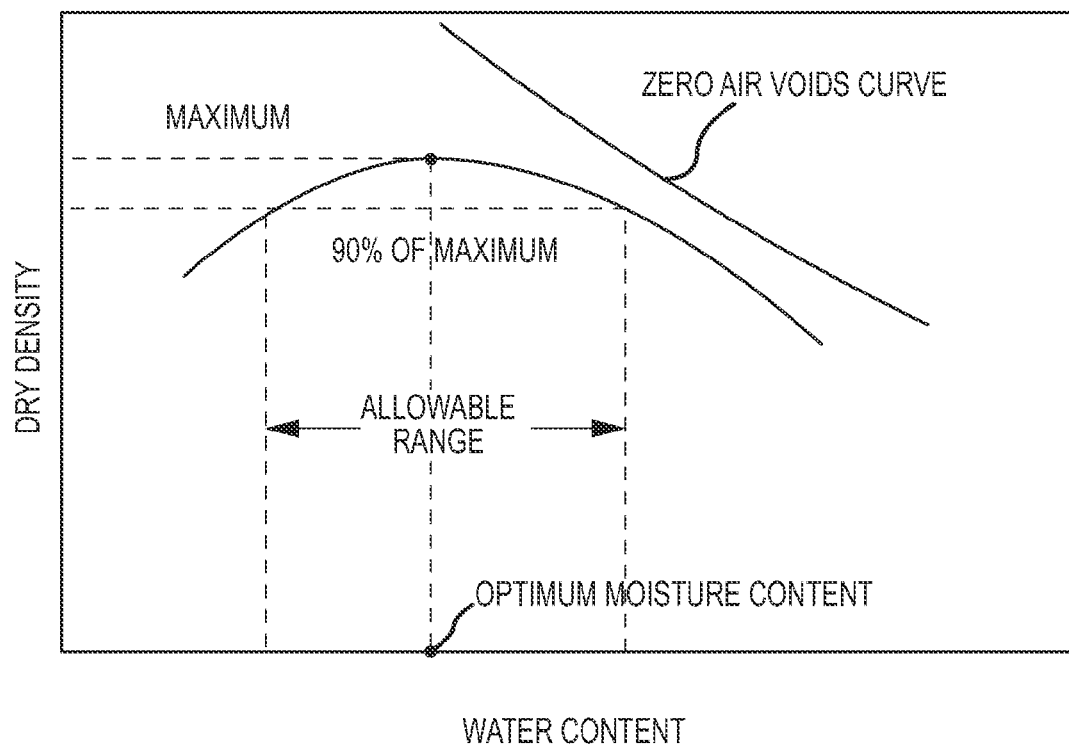 ZERO AIR VOIDS CURVE
MAXIMUM
90% OF MAXIMUM
DRY DENSITY
ALLOWABLE
RANGE
OPTIMUM MOISTURE CONTENT
WATER CONTENT